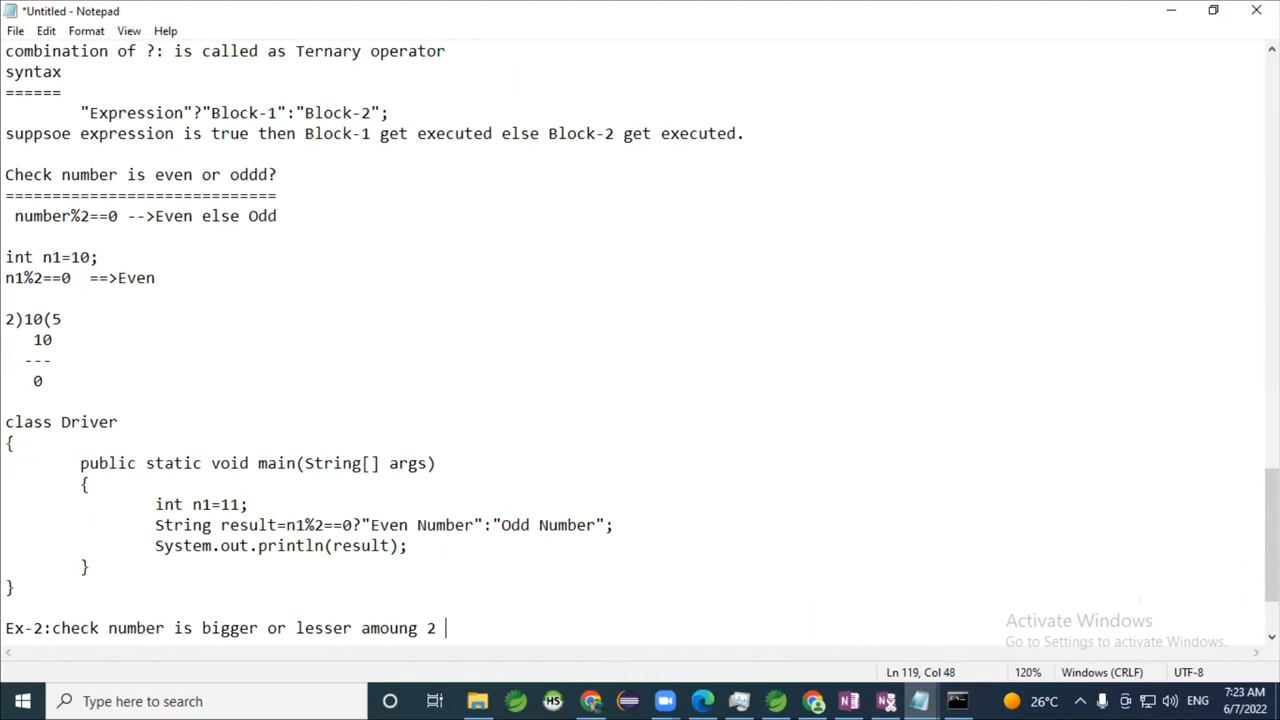 *Untitled - Notepad
File Edit Format View Help
combination of ?: is called as Ternary operator
syntax
======
"Expression"?"Block-1":"Block-2";
suppsoe expression is true then Block-1 get executed else Block-2 get executed.
Check number is even or oddd?
=============================
number%2==0 -->Even else Odd
int n1=10;
n1%2==0 ==>Even
2)10(5
10
---
0
class Driver
{
public static void main(String[] args)
{
int n1=11;
String result=n1%2==0?"Even Number":"Odd Number";
System.out.println(result);
}
}
Ex-2:check number is bigger or lesser amoung 2
Activate Windows
Go to Settings to activate Windows.
Ln 119, Col 48 120% Windows (CRLF) UTF-8
Type here to search HS 26°C ENG 7:23 AM
6/7/2022